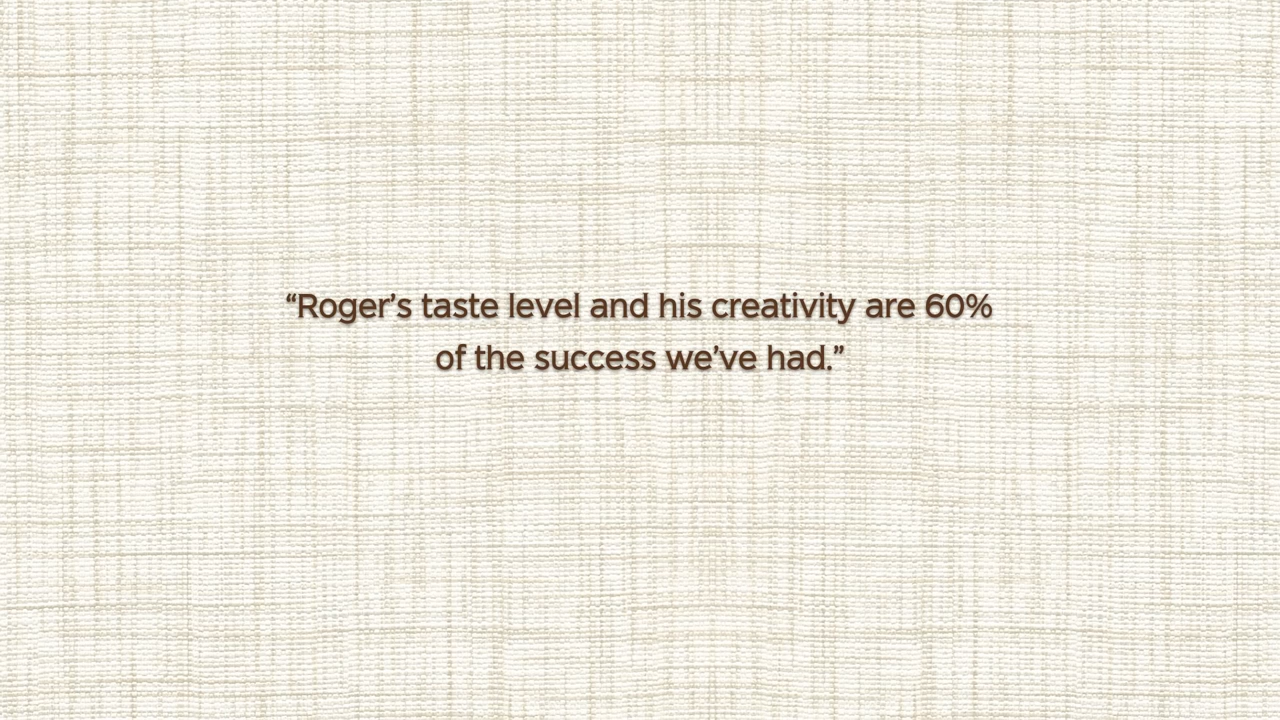 “Roger’s taste level and his creativity are 60%
of the success we’ve had.”